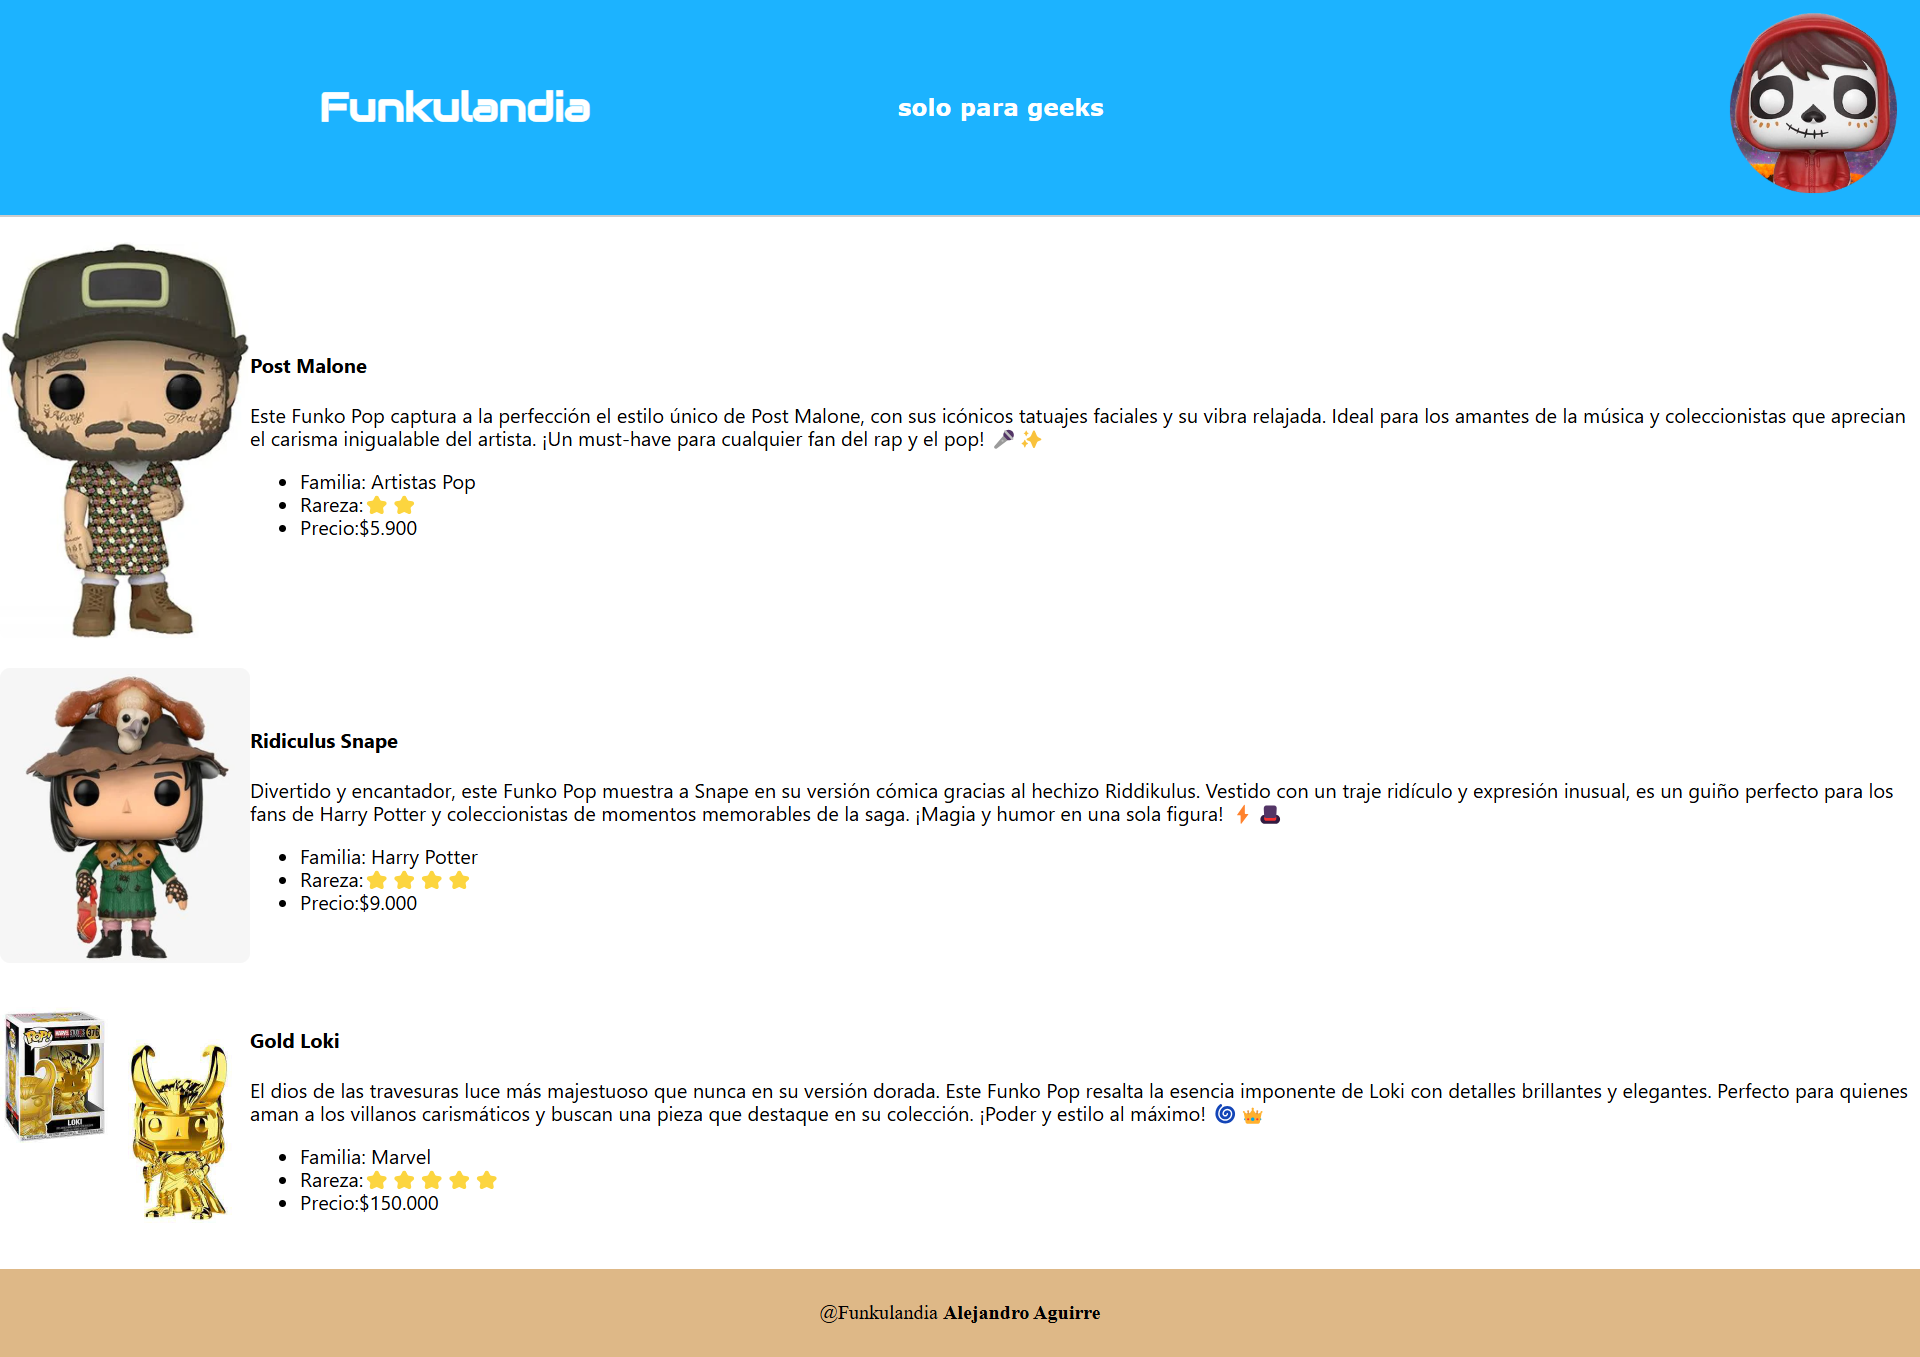 Funkulandia
solo para geeks
Post Malone
Este Funko Pop captura a la perfección el estilo único de Post Malone, con sus icónicos tatuajes faciales y su vibra relajada. Ideal para los amantes de la música y coleccionistas que aprecian
el carisma inigualable del artista. ¡Un must-have para cualquier fan del rap y el pop! 🎤 ✨
• Familia: Artistas Pop
• Rareza:⭐ ⭐
• Precio:$5.900
Always
Tired
Ridiculus Snape
Divertido y encantador, este Funko Pop muestra a Snape en su versión cómica gracias al hechizo Riddikulus. Vestido con un traje ridículo y expresión inusual, es un guiño perfecto para los
fans de Harry Potter y coleccionistas de momentos memorables de la saga. ¡Magia y humor en una sola figura! ⚡ 🎩
• Familia: Harry Potter
• Rareza:⭐ ⭐ ⭐ ⭐
• Precio:$9.000
POP!
MARVEL STUDIOS
376
LOKI
Gold Loki
El dios de las travesuras luce más majestuoso que nunca en su versión dorada. Este Funko Pop resalta la esencia imponente de Loki con detalles brillantes y elegantes. Perfecto para quienes
aman a los villanos carismáticos y buscan una pieza que destaque en su colección. ¡Poder y estilo al máximo! 🌀 👑
• Familia: Marvel
• Rareza:⭐ ⭐ ⭐ ⭐ ⭐
• Precio:$150.000
@Funkulandia Alejandro Aguirre